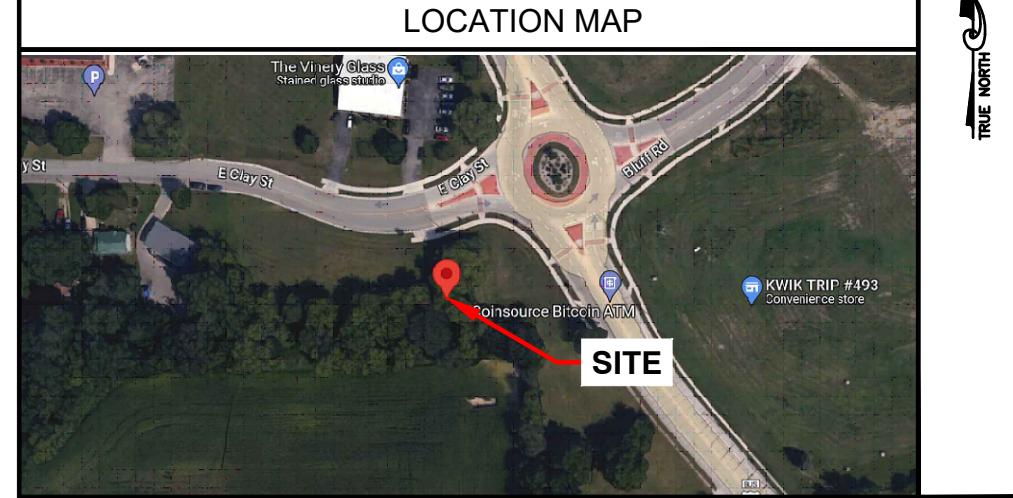 LOCATION MAP
TRUE NORTH
P
The Vinery Glass
Stained glass studio
y St
E Clay St
E Clay St
Bluff Rd
KWIK TRIP #493
Convenience store
Coinsource Bitcoin ATM
SITE
BUS